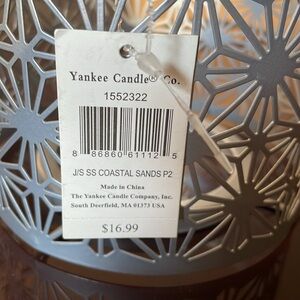 Yankee Candle® Co.
1552322
8 86860 61112 5
J/S SS COASTAL SANDS P2
Made in China
The Yankee Candle Company, Inc.
South Deerfield, MA 01373 USA
$16.99